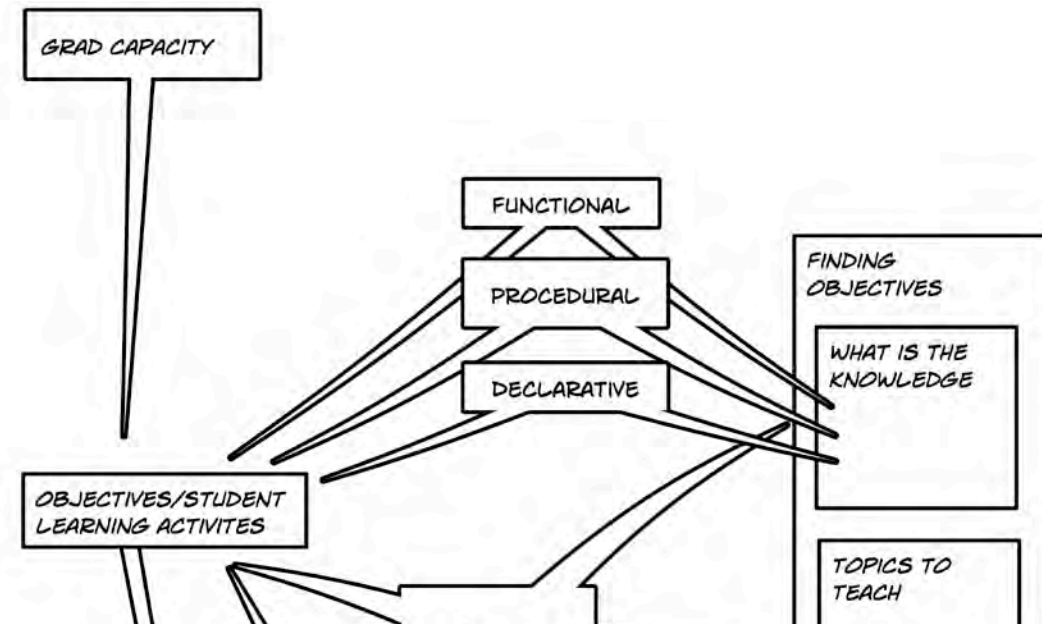 GRAD CAPACITY
FUNCTIONAL
PROCEDURAL
DECLARATIVE
FINDING
OBJECTIVES
WHAT IS THE
KNOWLEDGE
OBJECTIVES/STUDENT
LEARNING ACTIVITES
TOPICS TO
TEACH